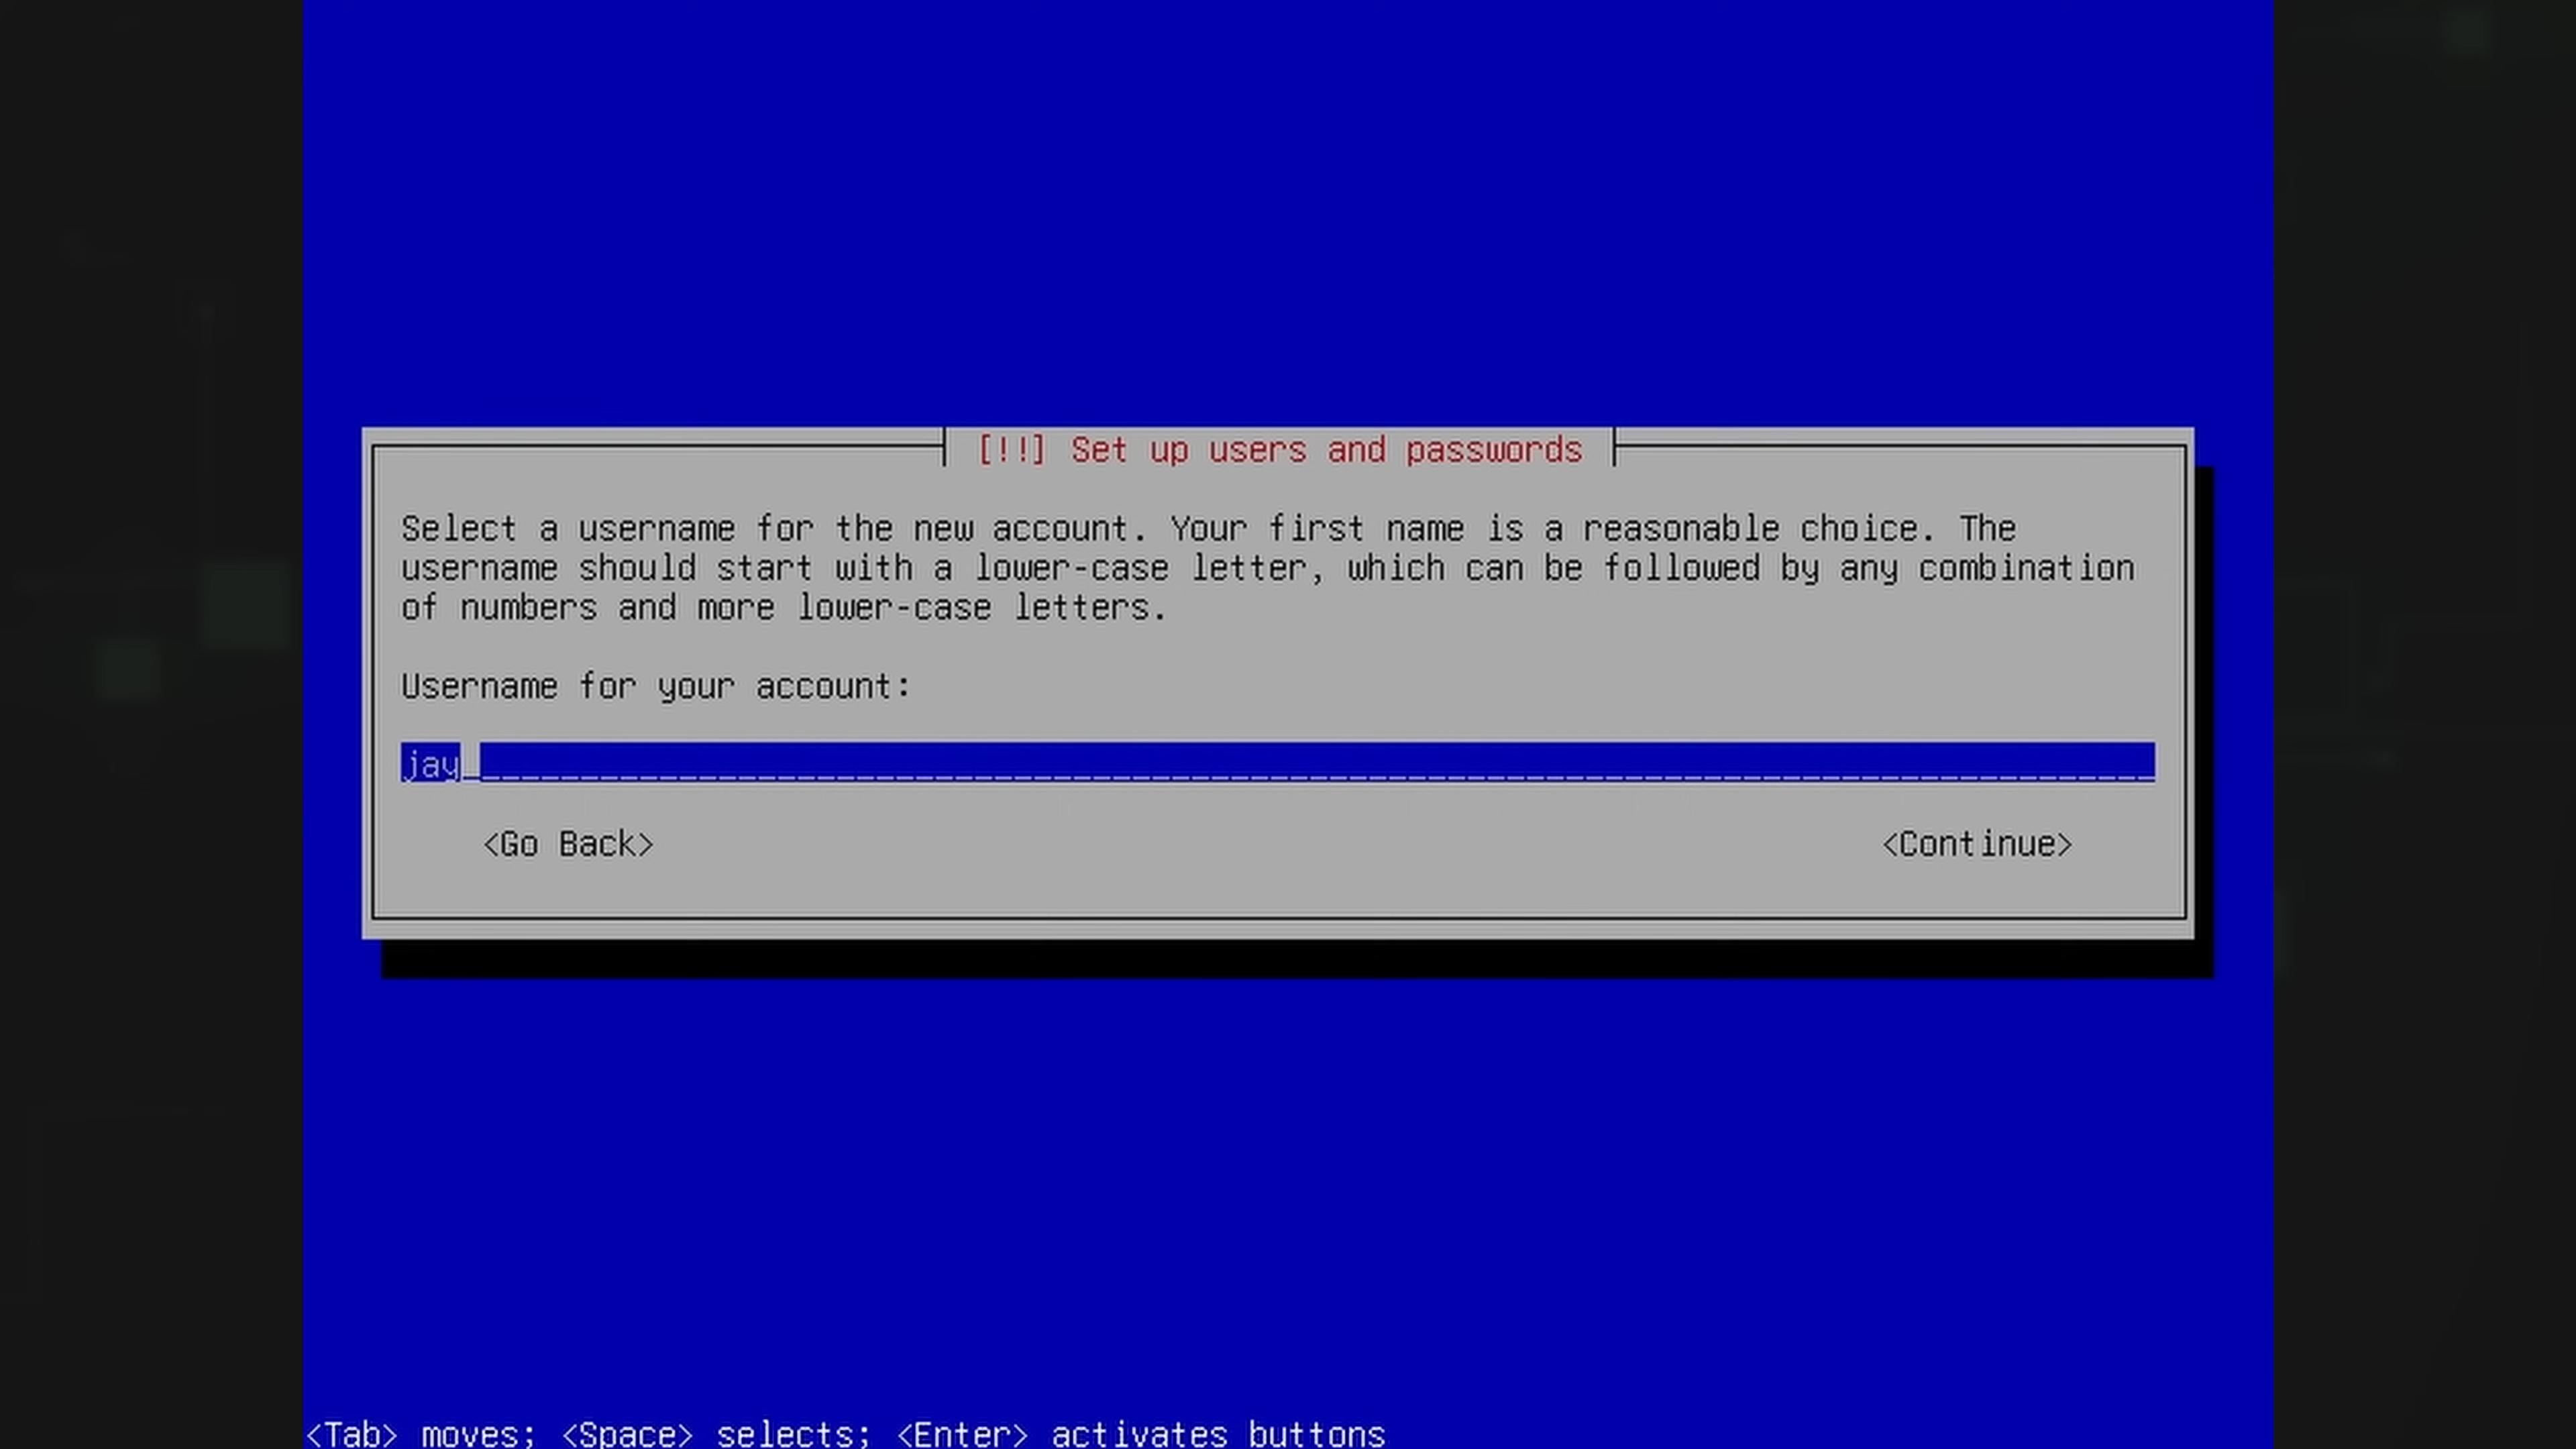 [!!] Set up users and passwords
Select a username for the new account. Your first name is a reasonable choice. The
username should start with a lower-case letter, which can be followed by any combination
of numbers and more lower-case letters.
Username for your account:
jay
<Go Back> <Continue>
<Tab> moves; <Space> selects; <Enter> activates buttons